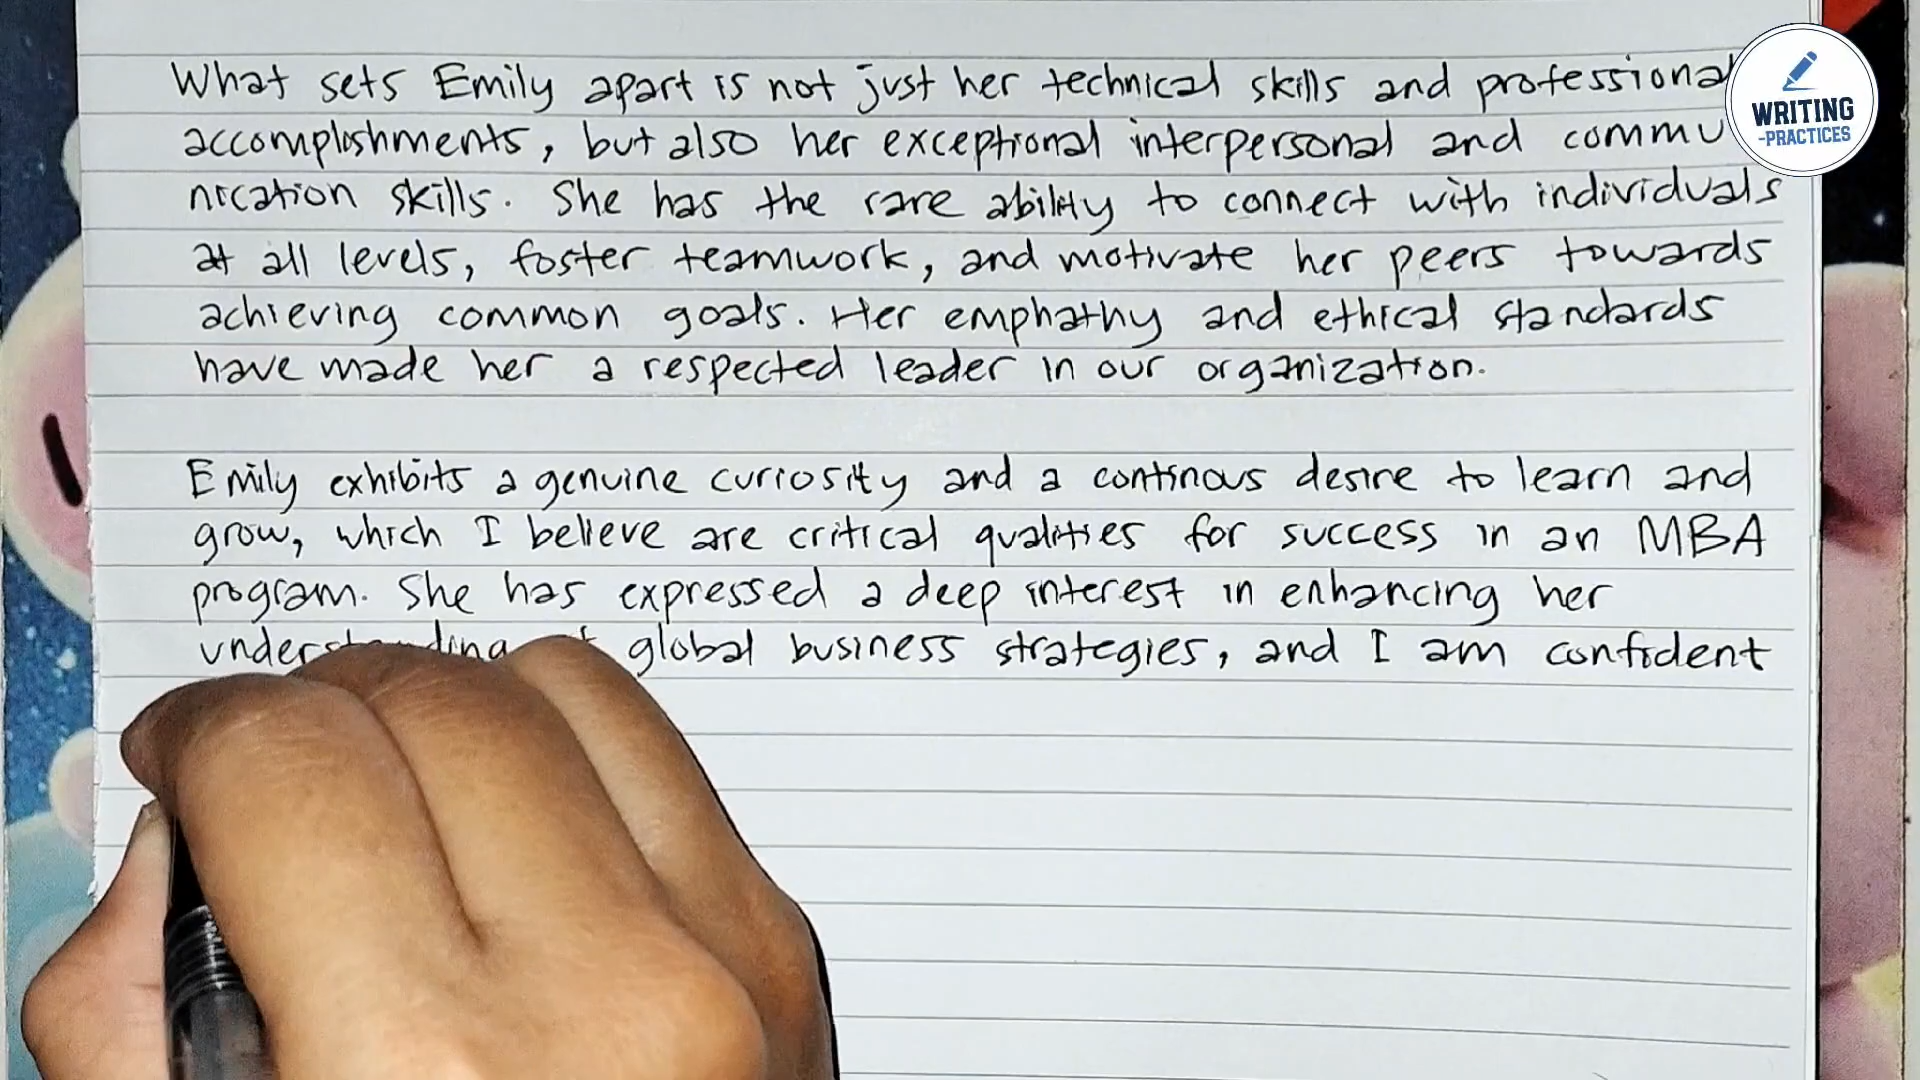 What sets Emily apart is not just her technical skills and professional
accomplishments, but also her exceptional interpersonal and commu
nication skills. She has the rare ability to connect with individuals
at all levels, foster teamwork, and motivate her peers towards
achieving common goals. Her emphathy and ethical standards
have made her a respected leader in our organization.
Emily exhibits a genuine curiosity and a continous desire to learn and
grow, which I believe are critical qualities for success in an MBA
program. She has expressed a deep interest in enhancing her
understanding global business strategies, and I am confident
WRITING
-PRACTICES